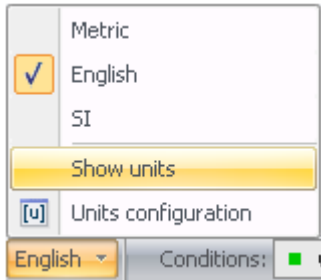 Metric
English
SI
Show units
[u] Units configuration
English Conditions: